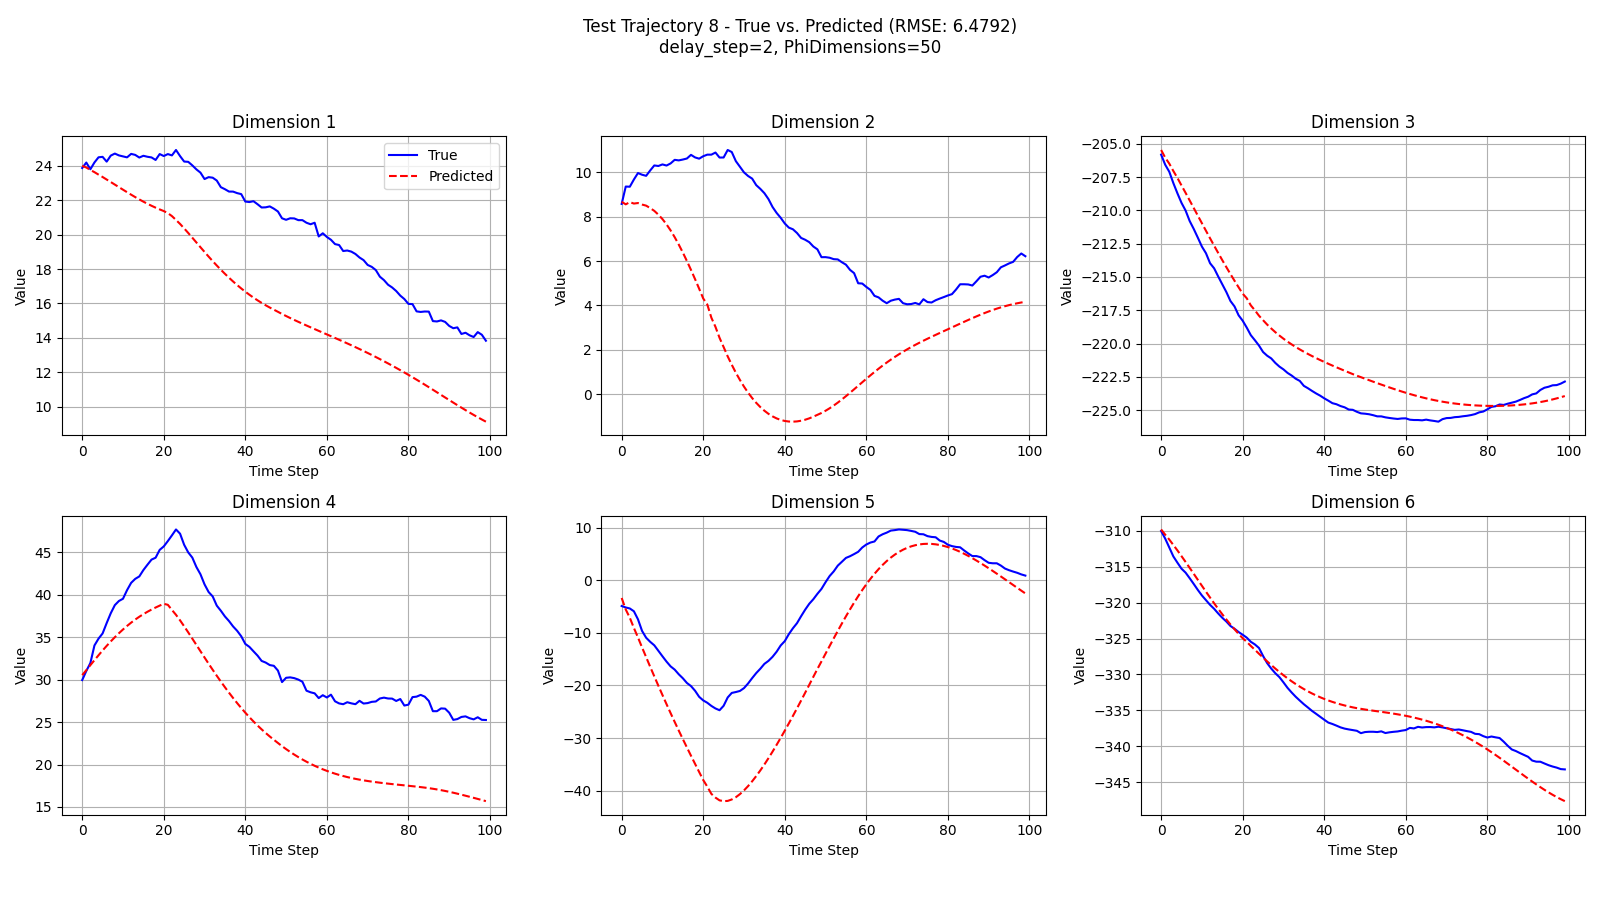 Test Trajectory 8 - True vs. Predicted (RMSE: 6.4792)
delay_step=2, PhiDimensions=50
Dimension 1
Value
24
22
20
18
16
14
12
10
0 20 40 60 80 100
Time Step
True
Predicted
Dimension 2
Value
10
8
6
4
2
0
0 20 40 60 80 100
Time Step
Dimension 3
Value
−205.0
−207.5
−210.0
−212.5
−215.0
−217.5
−220.0
−222.5
−225.0
0 20 40 60 80 100
Time Step
Dimension 4
Value
45
40
35
30
25
20
15
0 20 40 60 80 100
Time Step
Dimension 5
Value
10
0
−10
−20
−30
−40
0 20 40 60 80 100
Time Step
Dimension 6
Value
−310
−315
−320
−325
−330
−335
−340
−345
0 20 40 60 80 100
Time Step